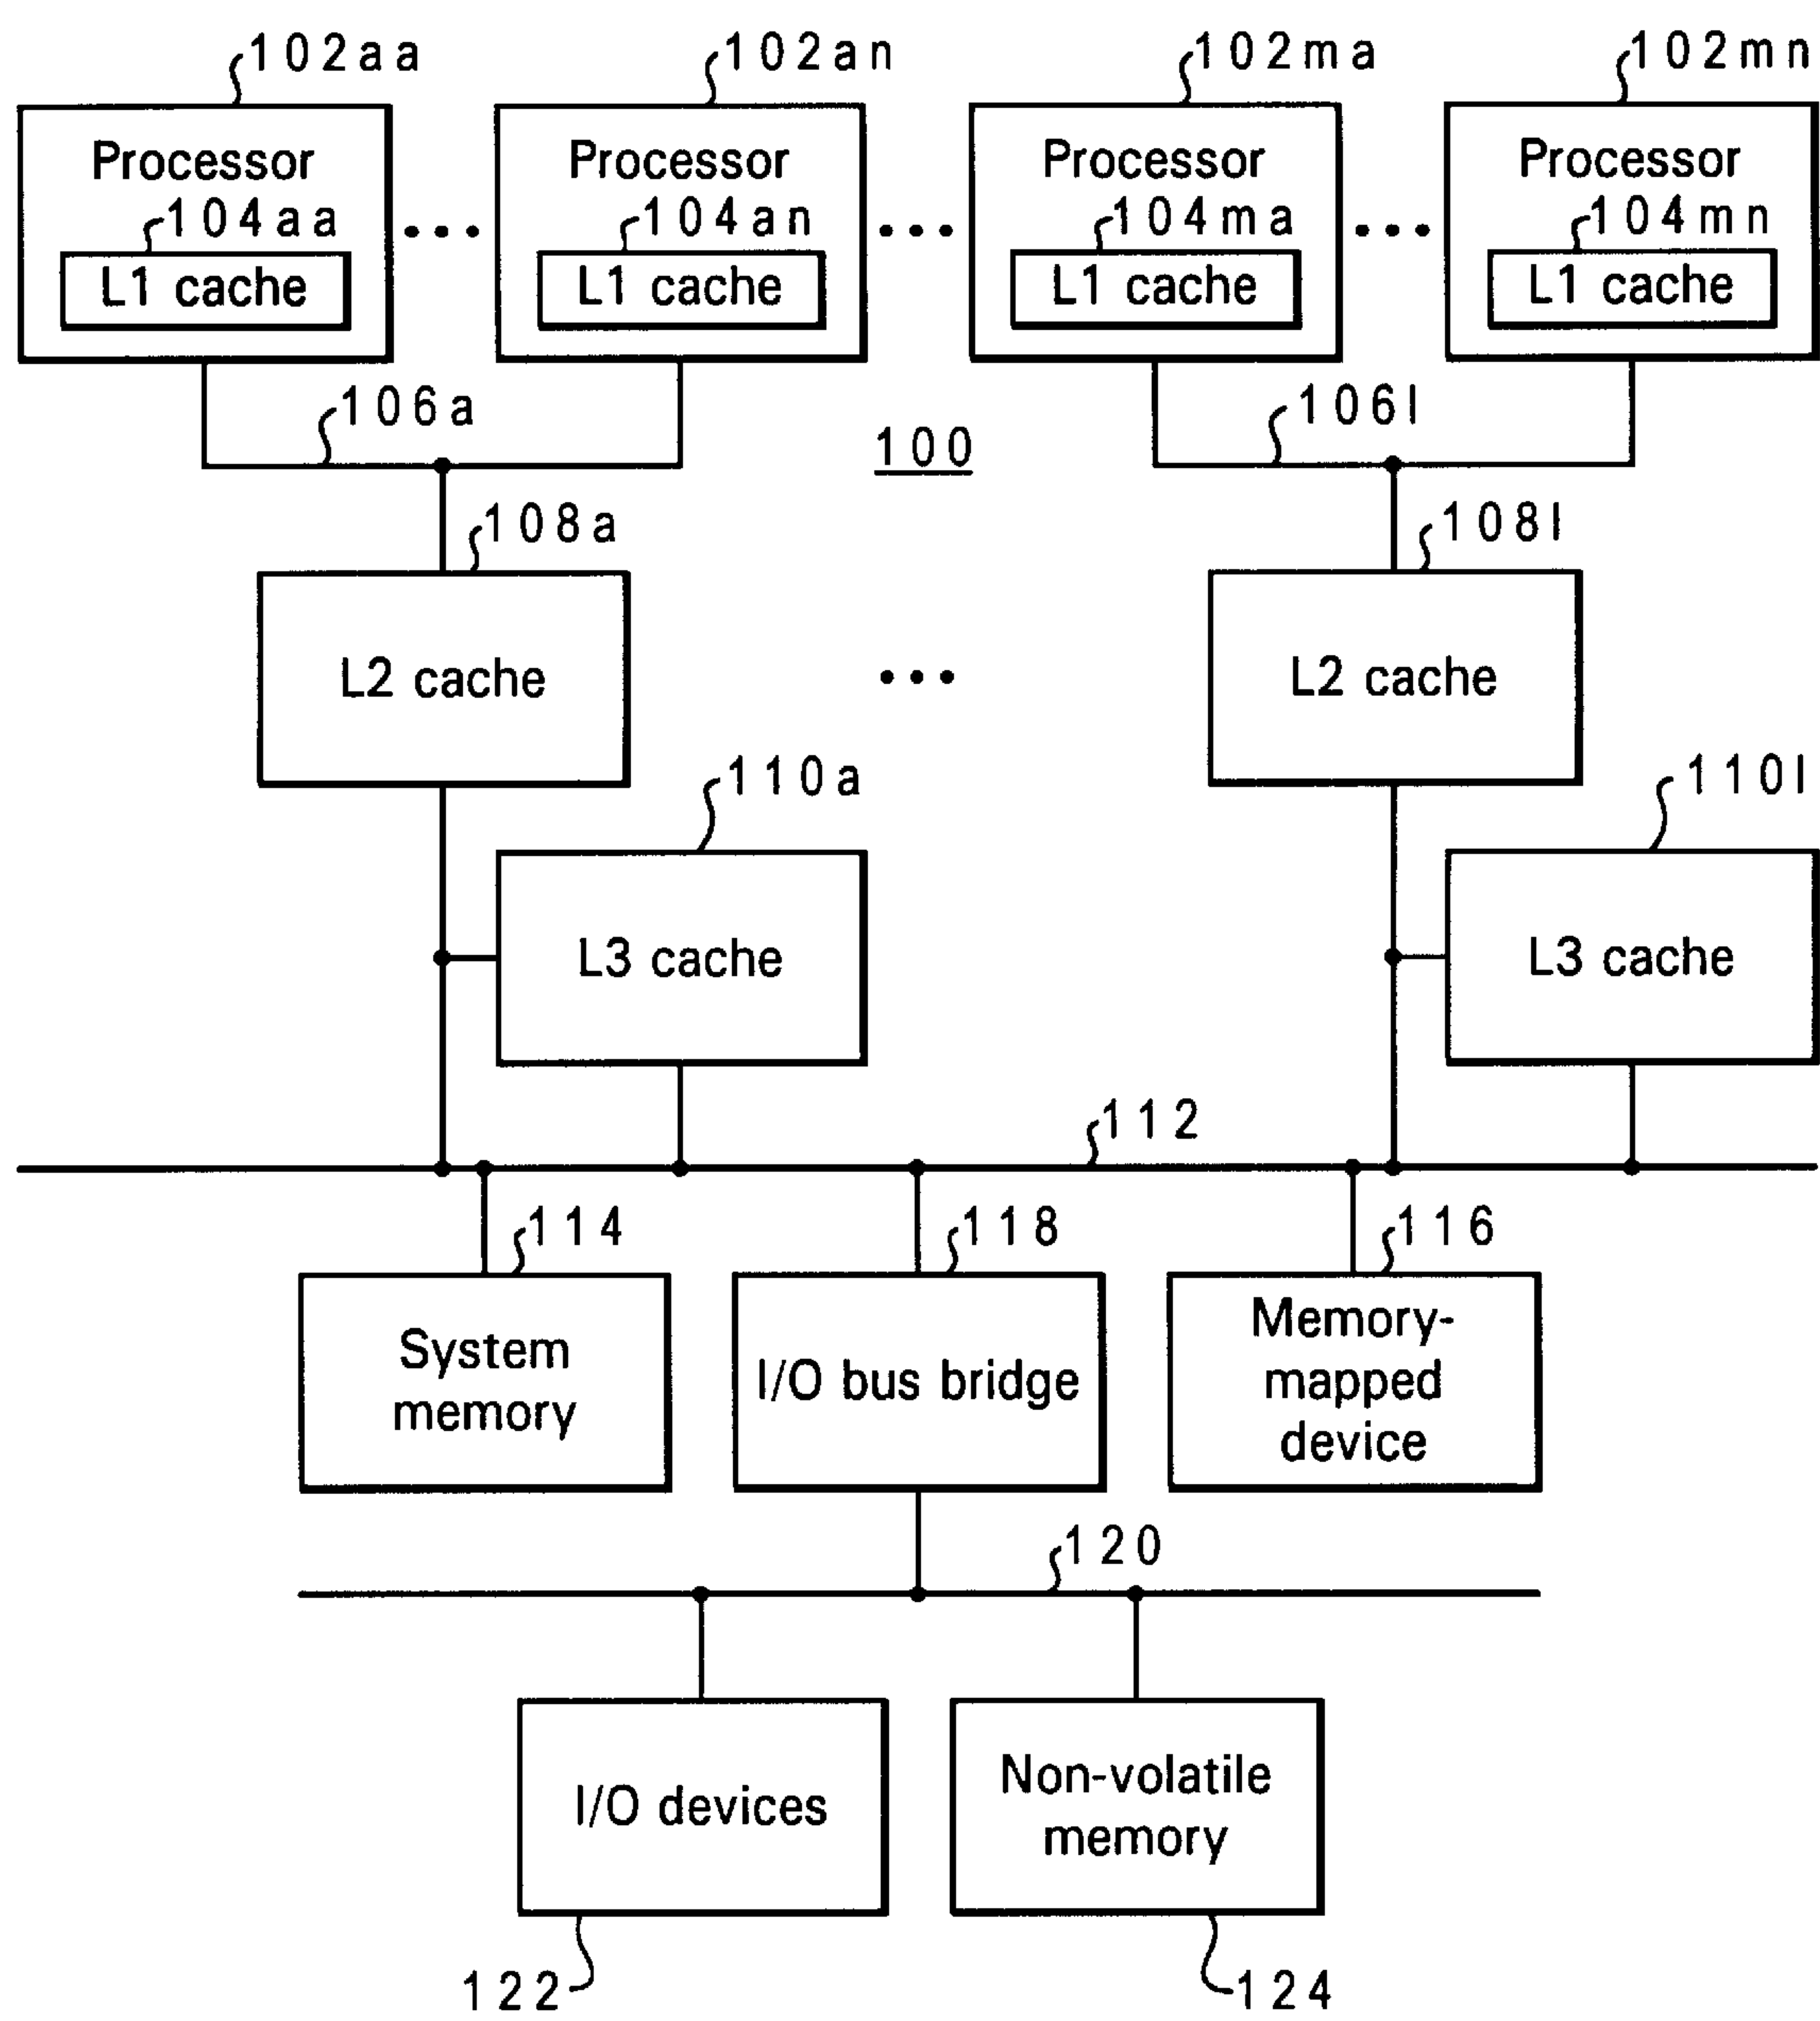 102aa 102an 102ma 102mn
Processor Processor Processor Processor
104aa 104an 104ma 104mn
L1 cache L1 cache L1 cache L1 cache
106a 106l
100
108a 108l
L2 cache L2 cache
110a 110l
L3 cache L3 cache
112
114 118 116
System
memory
I/O bus bridge
Memory-
mapped
device
120
I/O devices
Non-volatile
memory
122 124